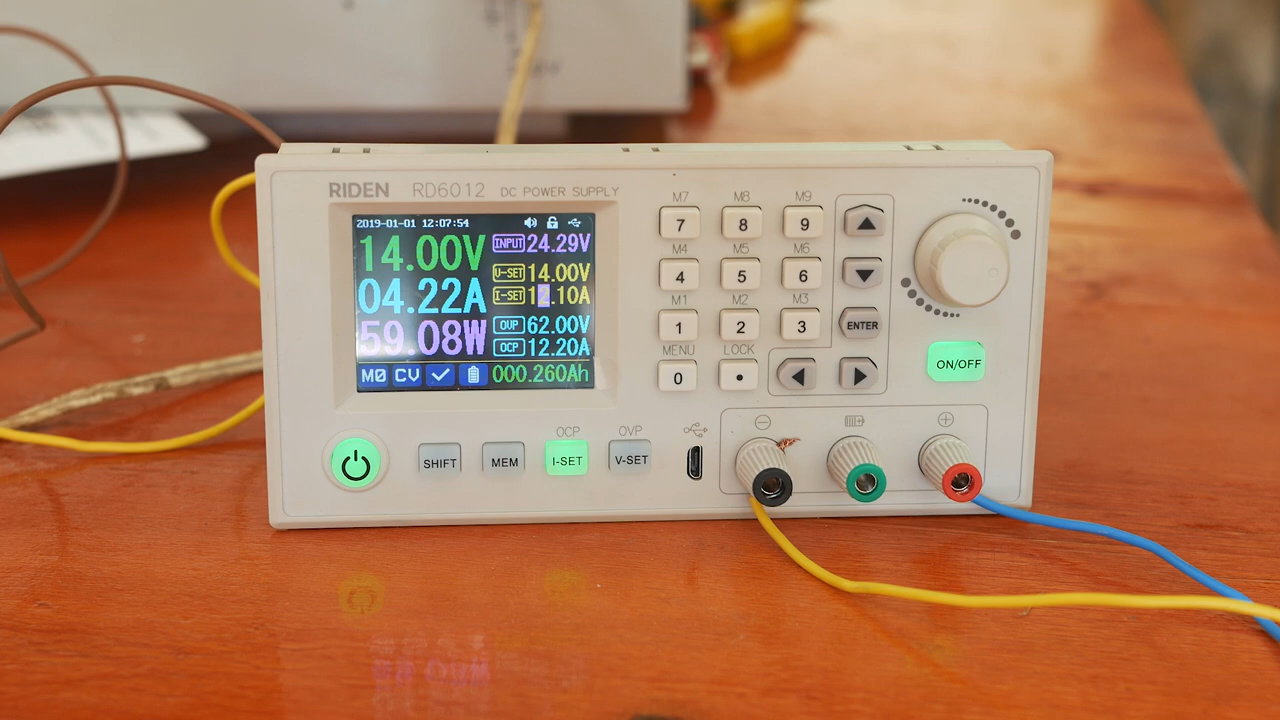 RIDEN RD6012 DC POWER SUPPLY
2019-01-01 12:07:54
14.00V
04.22A
59.08W
INPUT 24.29V
V-SET 14.00V
I-SET 12.10A
OVP 62.00V
OCP 12.20A
M0 CV 000.260Ah
M7 M8 M9
7 8 9
M4 M5 M6
4 5 6
M1 M2 M3
1 2 3 ENTER
MENU LOCK
0 •
ON/OFF
OCP OVP
SHIFT MEM I-SET V-SET